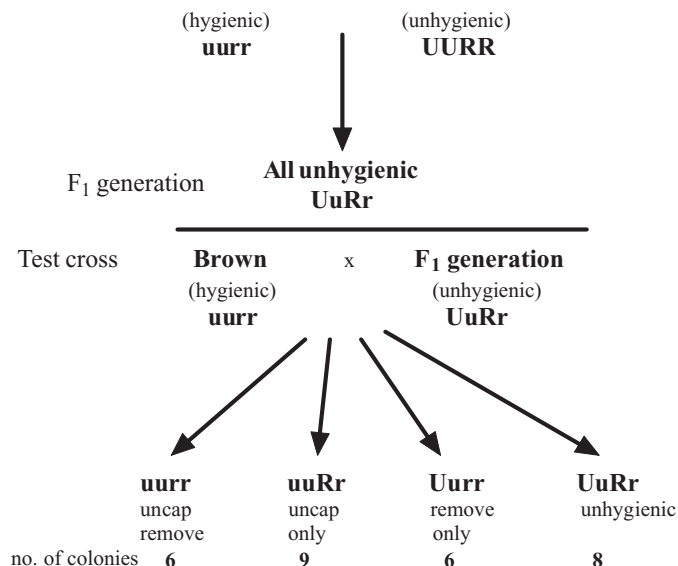 (hygienic) (unhygienic)
uurr UURR
All unhygienic
F1 generation
UuRr
Test cross Brown x F1 generation
(hygienic) (unhygienic)
uurr UuRr
uurr uuRr Uurr UuRr
uncap uncap remove unhygienic
remove only only
no. of colonies 6 9 6 8